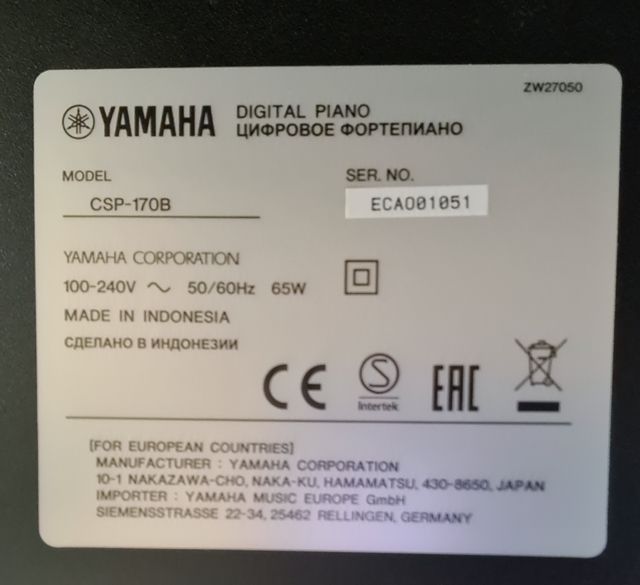 ZW27050
YAMAHA DIGITAL PIANO
ЦИФРОВОЕ ФОРТЕПИАНО
MODEL SER. NO.
CSP-170B ECAO01051
YAMAHA CORPORATION
100-240V ~ 50/60Hz 65W
MADE IN INDONESIA
СДЕЛАНО В ИНДОНЕЗИИ
CE S Intertek EAC
[FOR EUROPEAN COUNTRIES]
MANUFACTURER : YAMAHA CORPORATION
10-1 NAKAZAWA-CHO, NAKA-KU, HAMAMATSU, 430-8650, JAPAN
IMPORTER : YAMAHA MUSIC EUROPE GmbH
SIEMENSSTRASSE 22-34, 25462 RELLINGEN, GERMANY